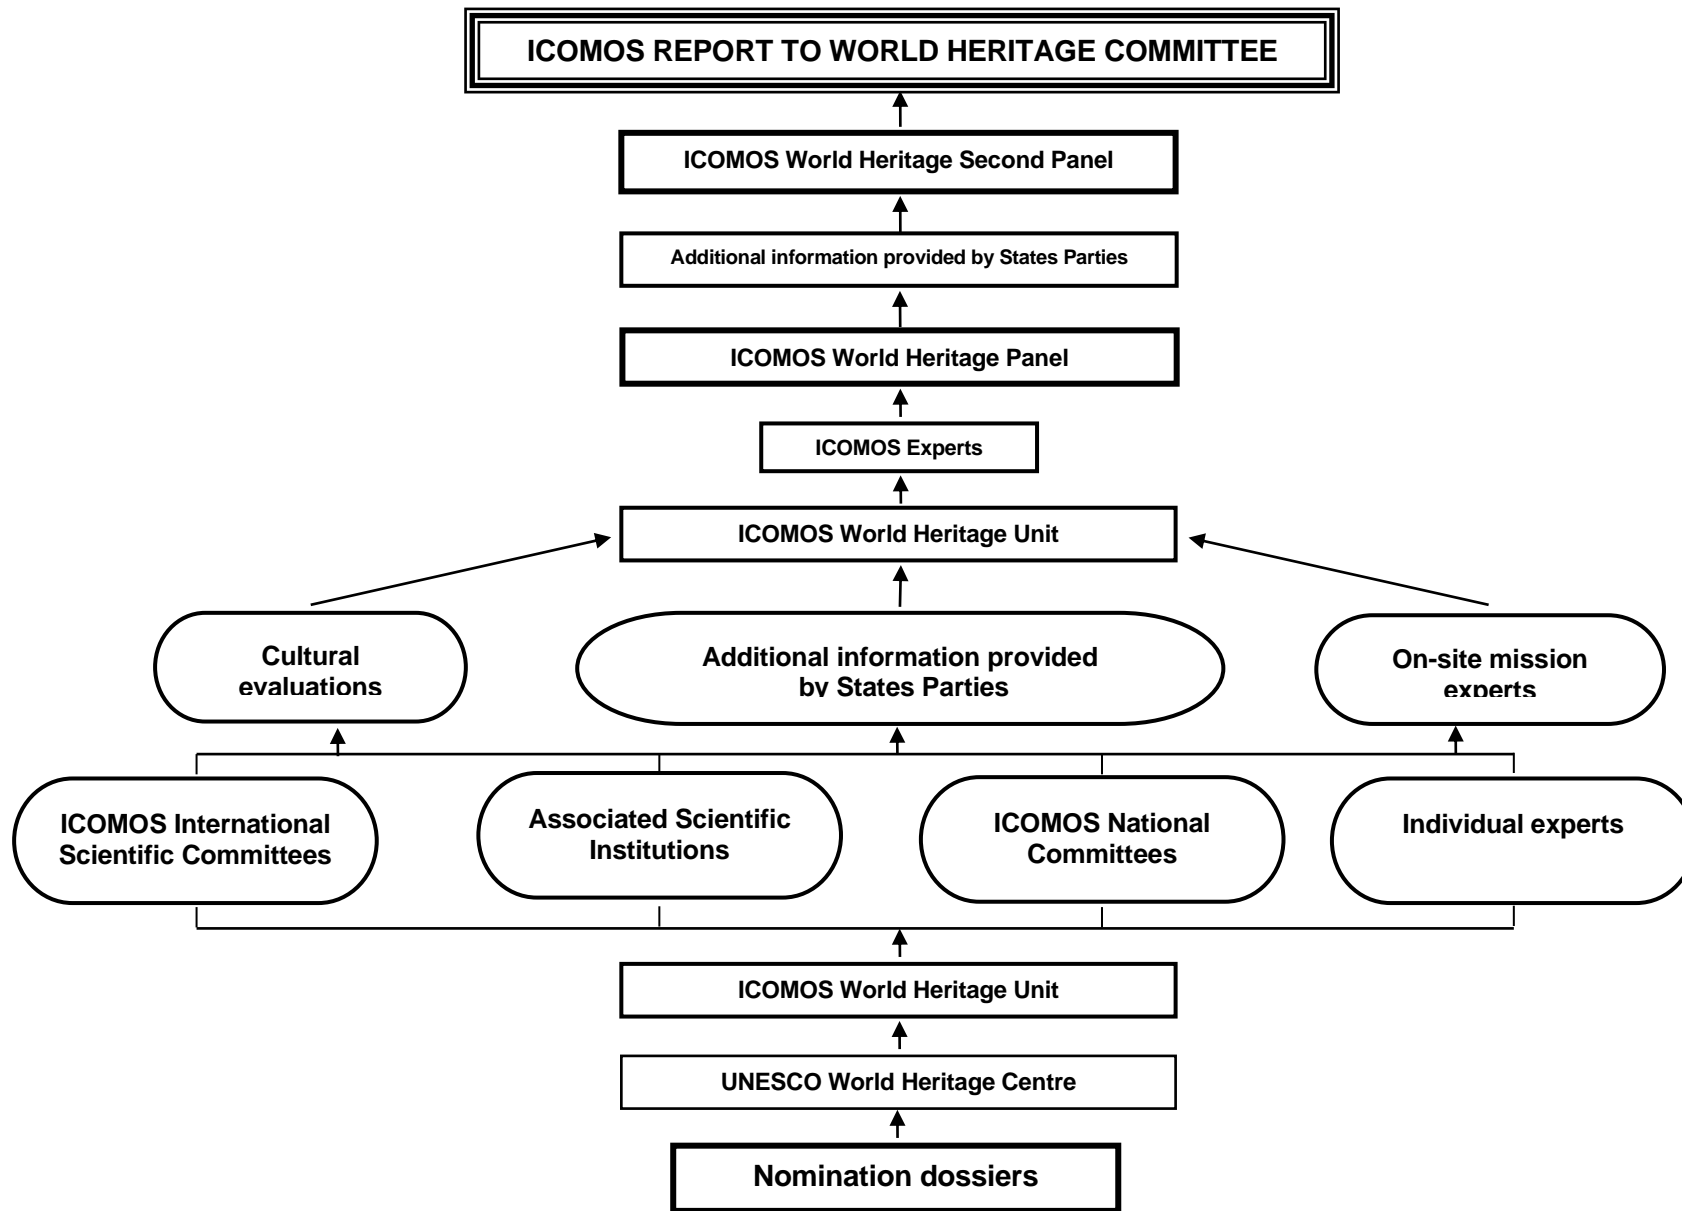 ICOMOS REPORT TO WORLD HERITAGE COMMITTEE
ICOMOS World Heritage Second Panel
Additional information provided by States Parties
ICOMOS World Heritage Panel
ICOMOS Experts
ICOMOS World Heritage Unit
Cultural
evaluations
Additional information provided
by States Parties
On-site mission
experts
ICOMOS International
Scientific Committees
Associated Scientific
Institutions
ICOMOS National
Committees
Individual experts
ICOMOS World Heritage Unit
UNESCO World Heritage Centre
Nomination dossiers